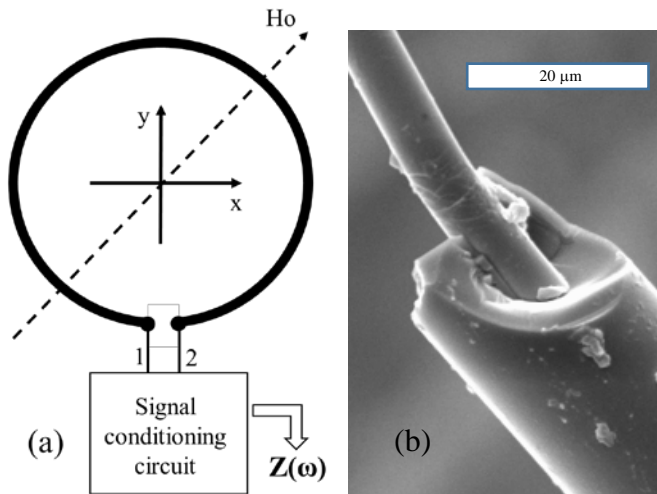 Ho
y
x
1
2
Signal
conditioning
circuit
Z(ω)
(a)
20 μm
(b)